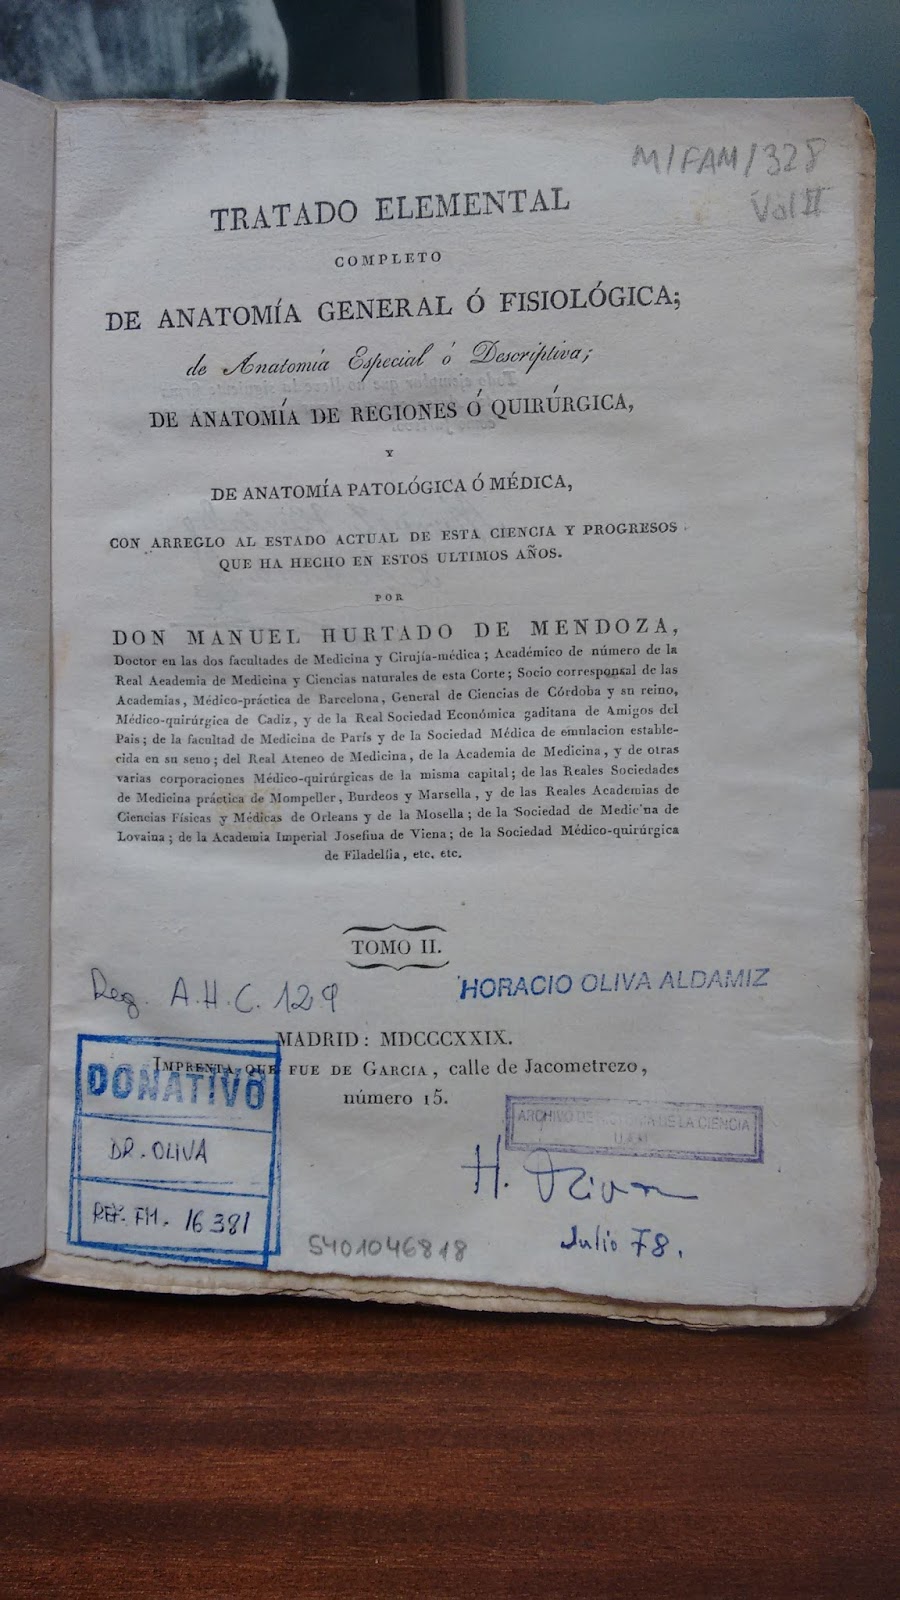 M/FAM/328
Vol II
TRATADO ELEMENTAL
COMPLETO
DE ANATOMÍA GENERAL Ó FISIOLÓGICA;
de Anatomía Especial ó Descriptiva;
DE ANATOMÍA DE REGIONES Ó QUIRÚRGICA,
Y
DE ANATOMÍA PATOLÓGICA Ó MÉDICA,
CON ARREGLO AL ESTADO ACTUAL DE ESTA CIENCIA Y PROGRESOS
QUE HA HECHO EN ESTOS ULTIMOS AÑOS.
POR
DON MANUEL HURTADO DE MENDOZA,
Doctor en las dos facultades de Medicina y Cirujía-médica; Académico de número de la
Real Academia de Medicina y Ciencias naturales de esta Corte; Socio corresponsal de las
Academias, Médico-práctica de Barcelona, General de Ciencias de Córdoba y su reino,
Médico-quirúrgica de Cadiz, y de la Real Sociedad Económica gaditana de Amigos del
Pais; de la facultad de Medicina de París y de la Sociedad Médica de emulacion estable-
cida en su seno; del Real Ateneo de Medicina, de la Academia de Medicina, y de otras
varias corporaciones Médico-quirúrgicas de la misma capital; de las Reales Sociedades
de Medicina práctica de Mompeller, Burdeos y Marsella, y de las Reales Academias de
Ciencias Físicas y Médicas de Orleans y de la Mosella; de la Sociedad de Medicina de
Lovaina; de la Academia Imperial Josefina de Viena; de la Sociedad Médico-quirúrgica
de Filadelfia, etc. etc.
TOMO II.
Reg. A.H.C. 129
HORACIO OLIVA ALDAMIZ
MADRID: MDCCCXXIX.
IMPRENTA QUE FUE DE GARCIA, calle de Jacometrezo,
número 15.
DONATIVO
DR. OLIVA
REF. FM. 16381
ARCHIVO DE HISTORIA DE LA CIENCIA
U.A.M.
H. Oliva
Julio 78.
5401046818